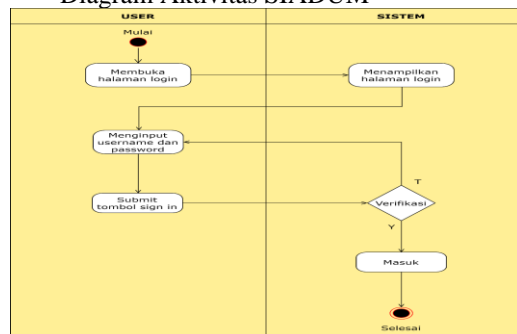 Diagram Aktivitas SIADUM
USER
SISTEM
Mulai
Membuka
halaman login
Menampilkan
halaman login
Menginput
username dan
password
T
Submit
tombol sign in
Verifikasi
Y
Masuk
Selesai